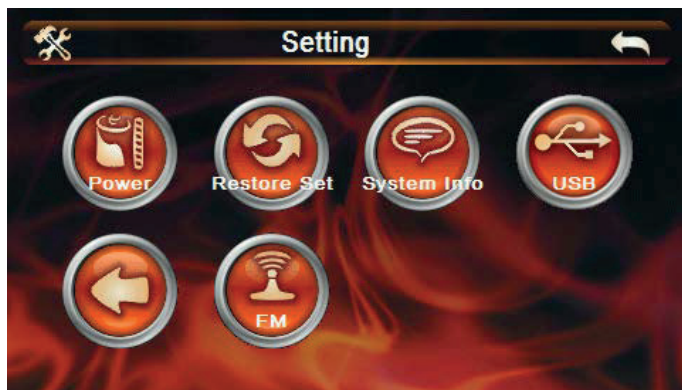 Setting
Power
Restore Set
System Info
USB
FM